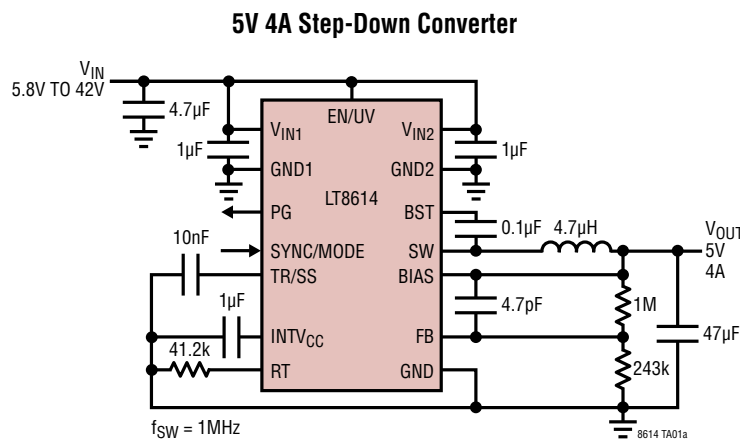 5V 4A Step-Down Converter
VIN
5.8V TO 42V
4.7µF
EN/UV
VIN1
VIN2
1µF
1µF
GND1
GND2
LT8614
PG
BST
0.1µF
4.7µH
VOUT
5V
4A
10nF
SYNC/MODE
SW
TR/SS
BIAS
1µF
4.7pF
1M
47µF
INTVCC
FB
41.2k
243k
RT
GND
fSW = 1MHz
8614 TA01a